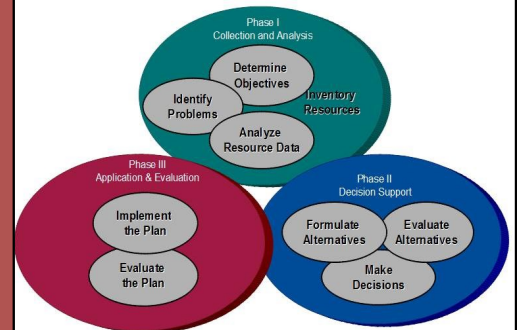 Phase I
Collection and Analysis
Determine
Objectives
Inventory
Resources
Identify
Problems
Analyze
Resource Data
Phase III
Application & Evaluation
Implement
the Plan
Evaluate
the Plan
Phase II
Decision Support
Formulate
Alternatives
Evaluate
Alternatives
Make
Decisions